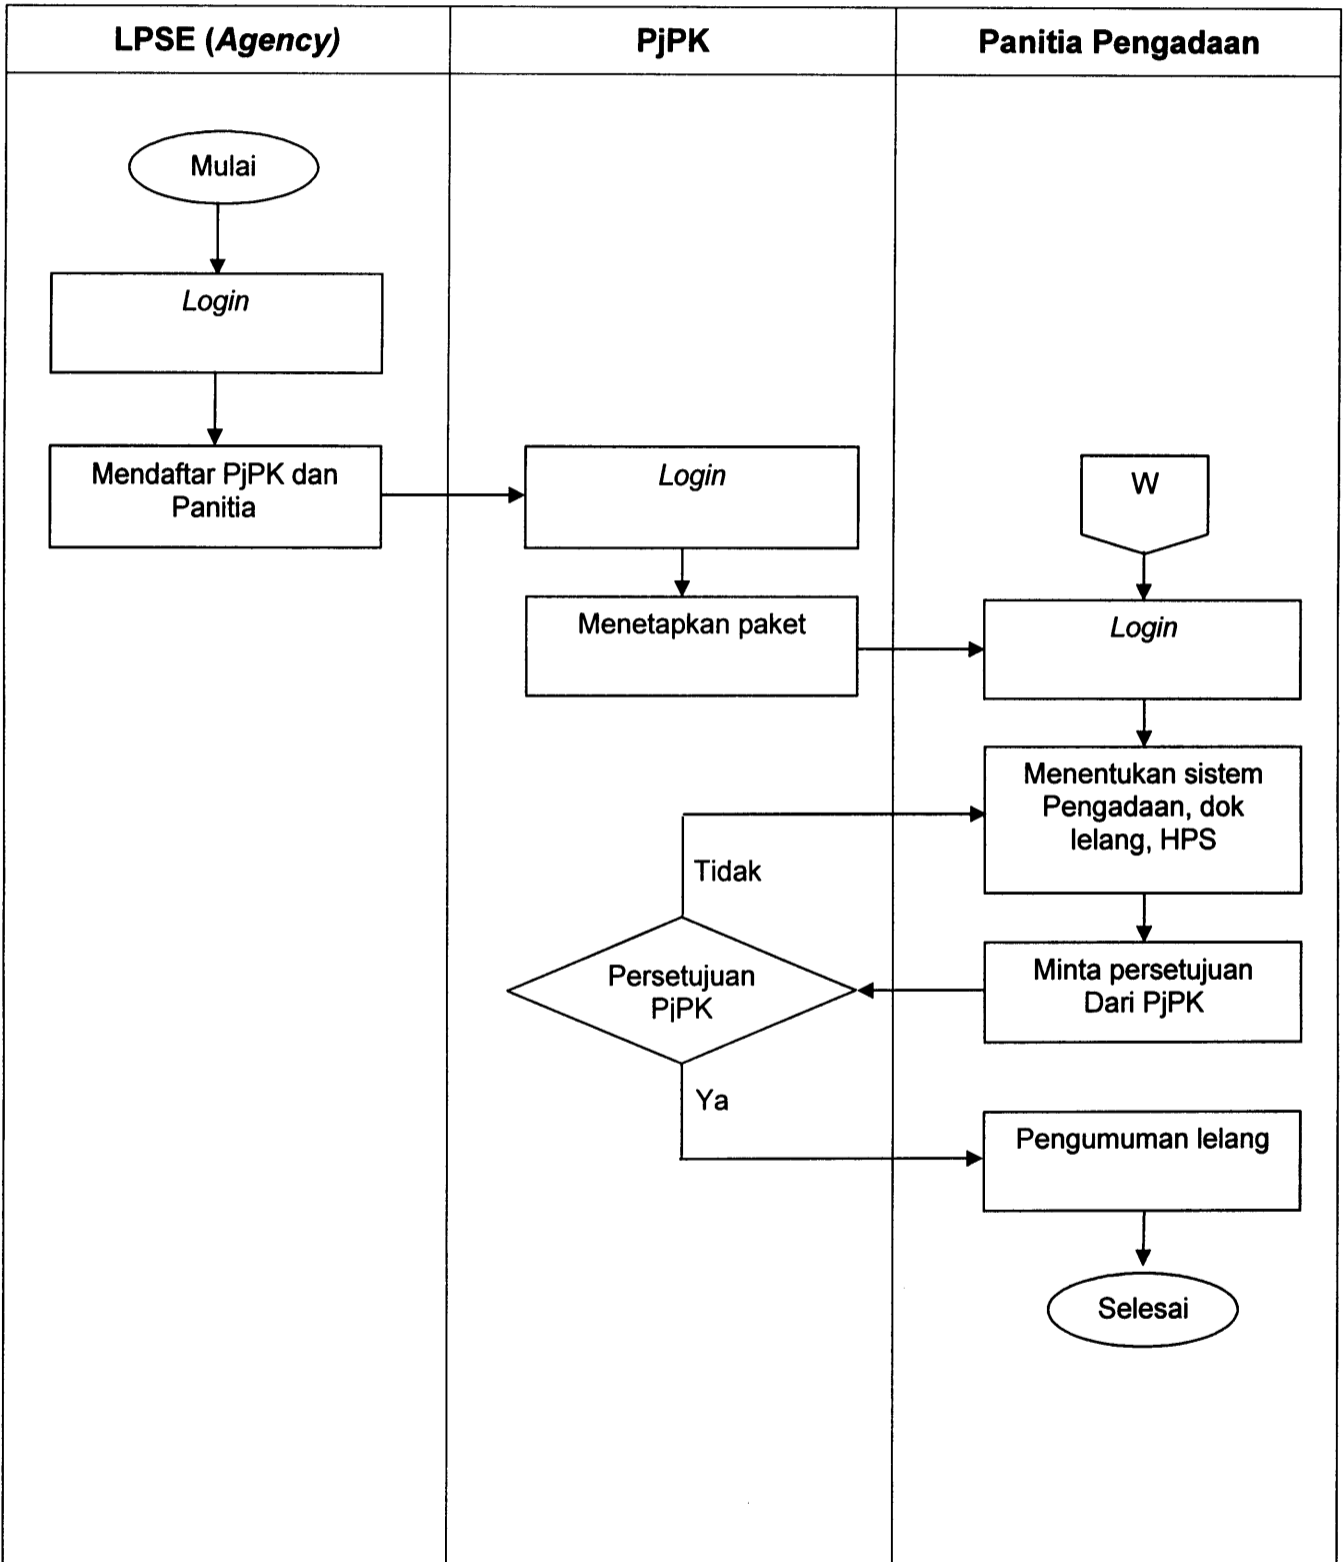 LPSE (Agency)
PjPK
Panitia Pengadaan
Mulai
Login
Mendaftar PjPK dan
Panitia
Login
Menetapkan paket
W
Login
Menentukan sistem
Pengadaan, dok
lelang, HPS
Tidak
Persetujuan
PjPK
Minta persetujuan
Dari PjPK
Ya
Pengumuman lelang
Selesai